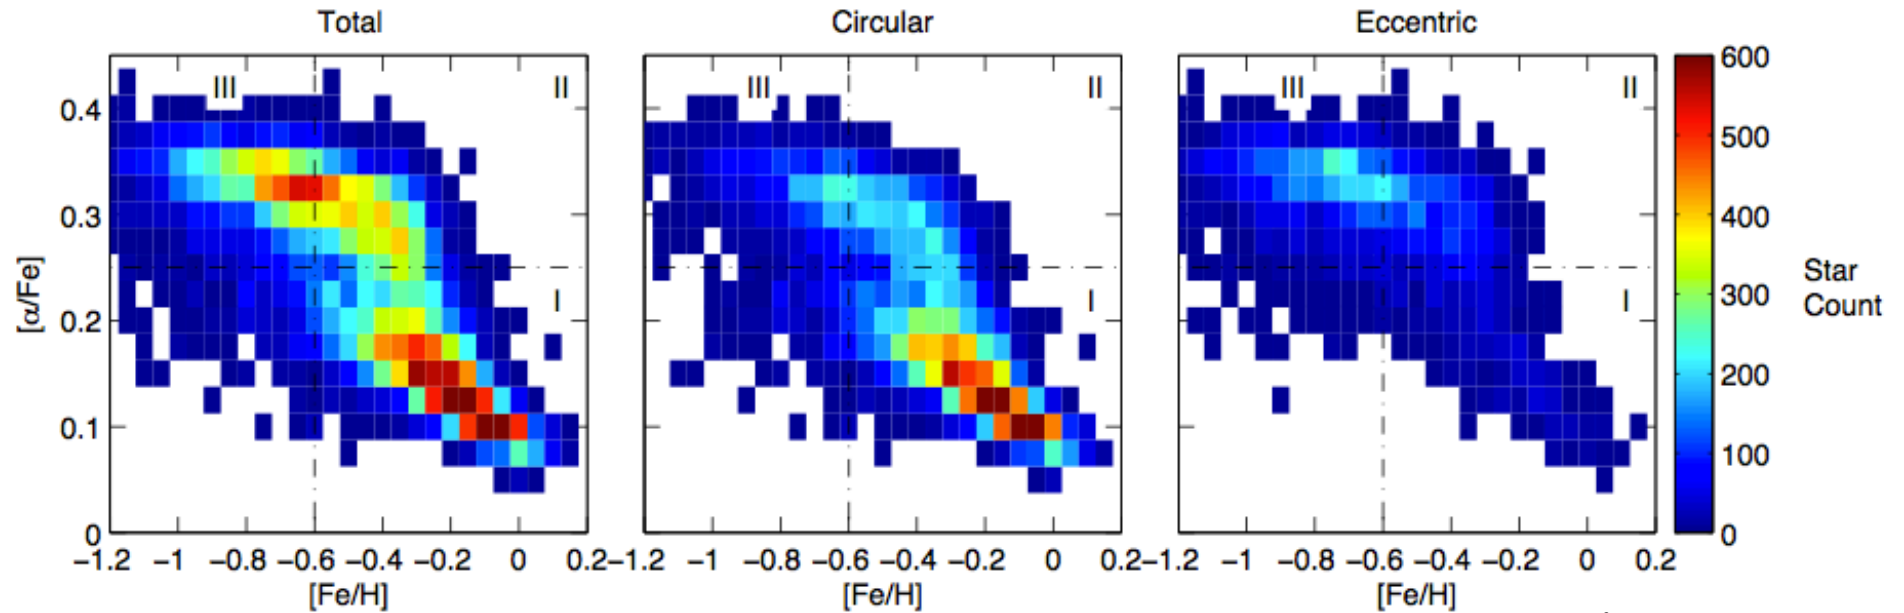 Total
Circular
Eccentric
III
II
III
II
III
II
600
0.4
500
0.3
400
[α/Fe]
I
I
I
Star
Count
300
0.2
200
0.1
100
0
0
−1.2 −1 −0.8 −0.6 −0.4 −0.2 0 0.2
−1.2 −1 −0.8 −0.6 −0.4 −0.2 0 0.2
−1.2 −1 −0.8 −0.6 −0.4 −0.2 0 0.2
[Fe/H]
[Fe/H]
[Fe/H]